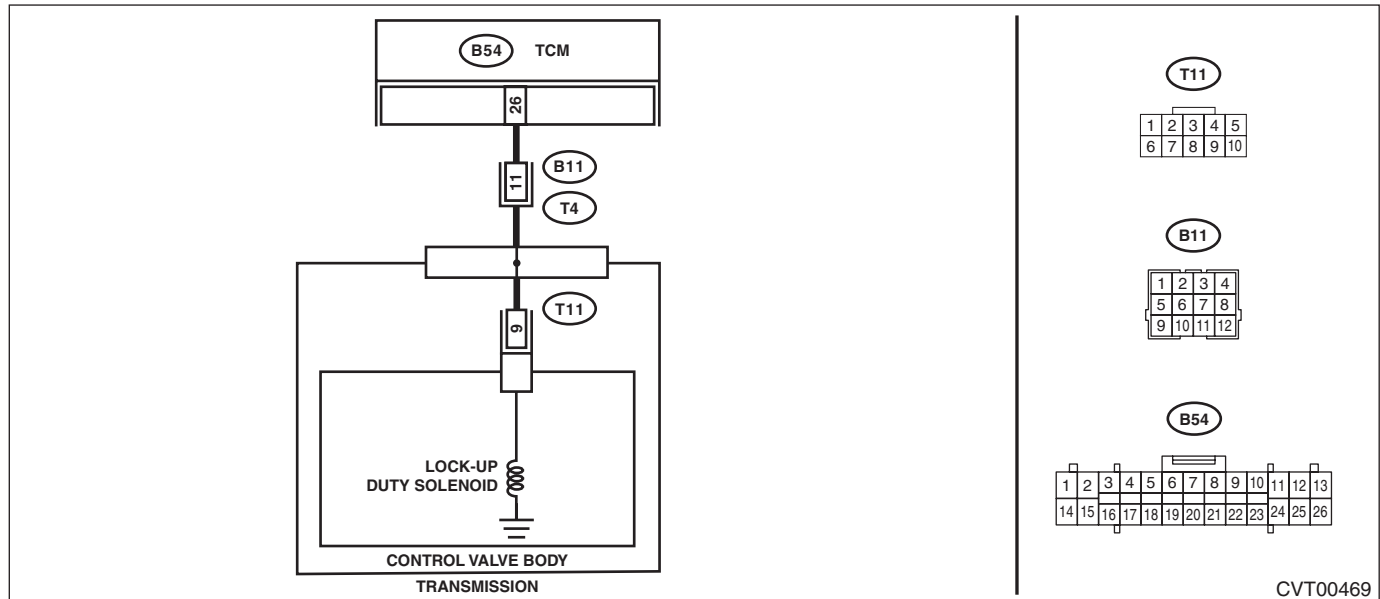 B54 TCM
26
11
B11
T4
T11
9
LOCK-UP
DUTY SOLENOID
CONTROL VALVE BODY
TRANSMISSION
T11
1 2 3 4 5
6 7 8 9 10
B11
1 2 3 4
5 6 7 8
9 10 11 12
B54
1 2 3 4 5 6 7 8 9 10 11 12 13
14 15 16 17 18 19 20 21 22 23 24 25 26
CVT00469